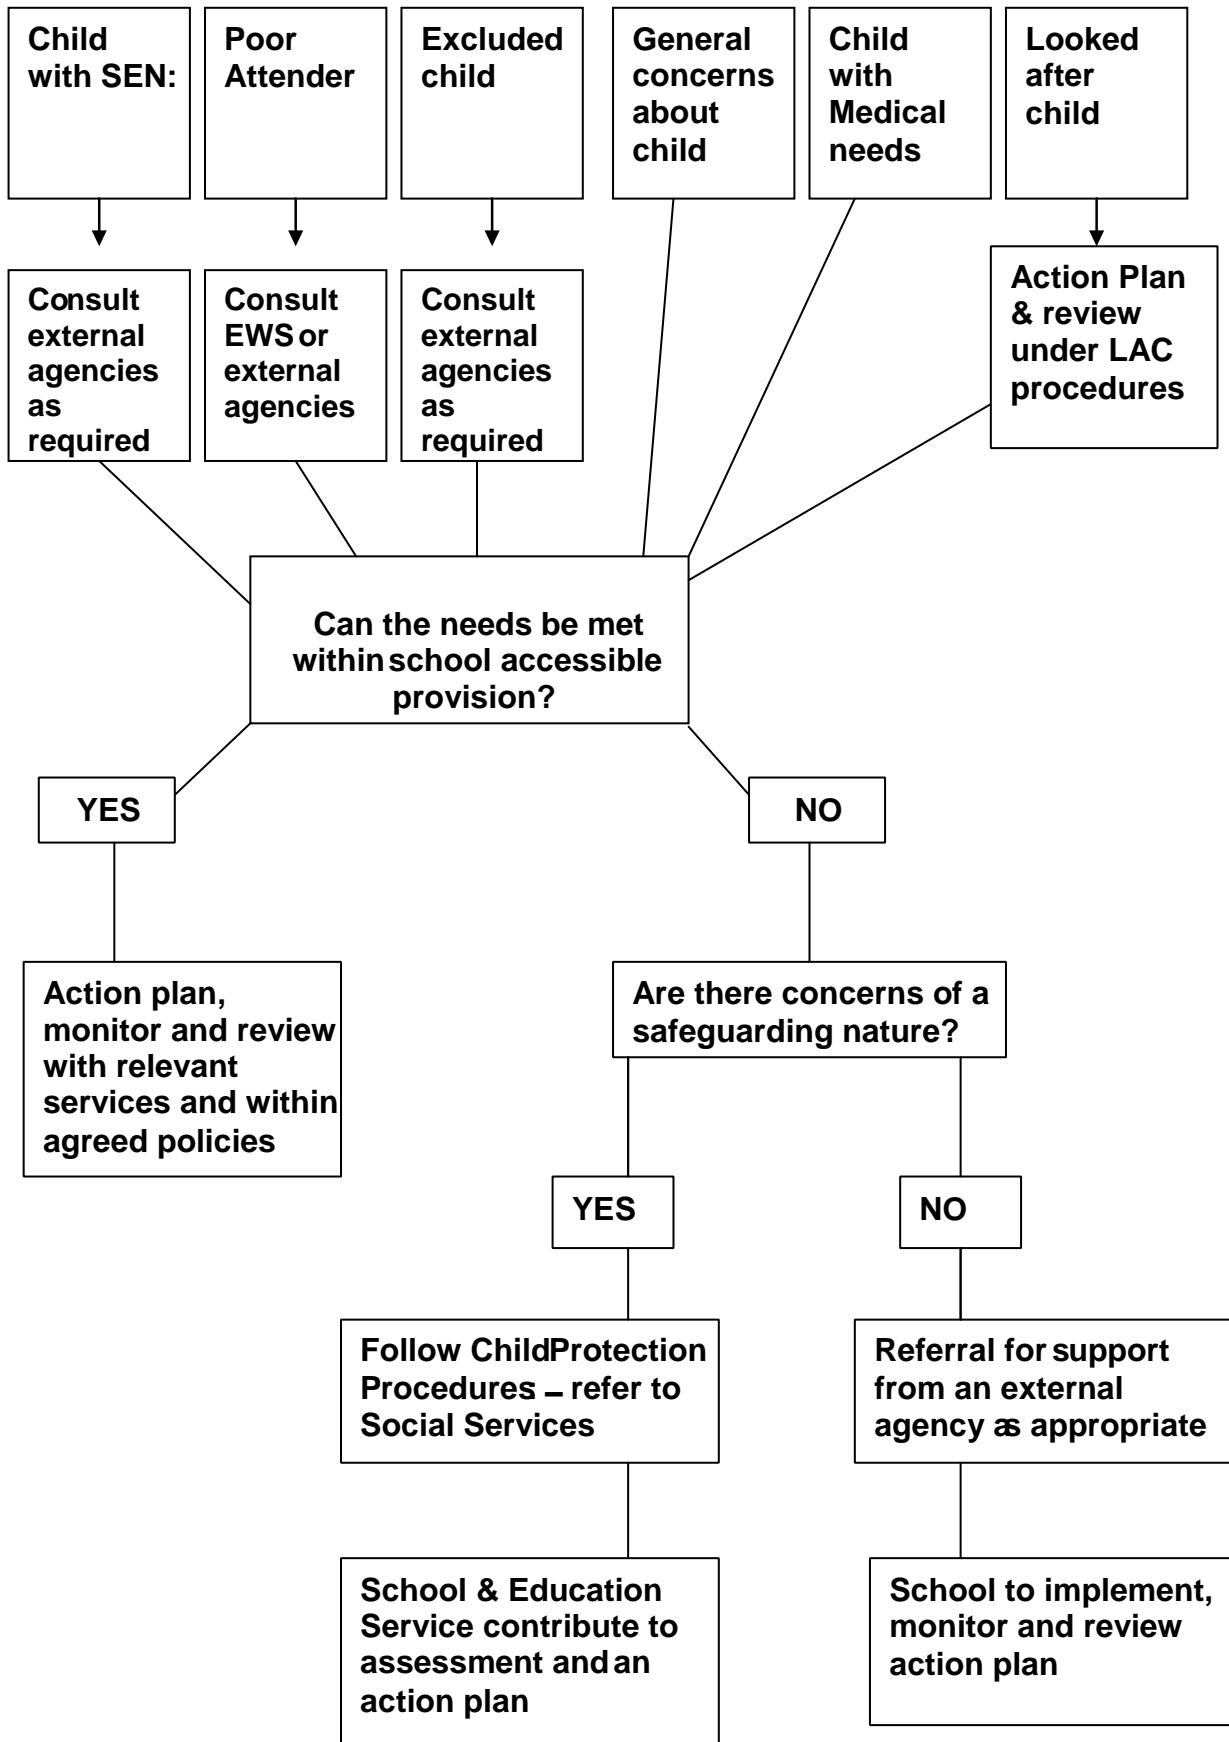 Child
with SEN:
Poor
Attender
Excluded
child
General
concerns
about
child
Child
with
Medical
needs
Looked
after
child
Consult
external
agencies
as
required
Consult
EWS or
external
agencies
Consult
external
agencies
as
required
Action Plan
& review
under LAC
procedures
Can the needs be met
within school accessible
provision?
YES
NO
Action plan,
monitor and review
with relevant
services and within
agreed policies
Are there concerns of a
safeguarding nature?
YES
NO
Follow Child Protection
Procedures – refer to
Social Services
Referral for support
from an external
agency as appropriate
School & Education
Service contribute to
assessment and an
action plan
School to implement,
monitor and review
action plan